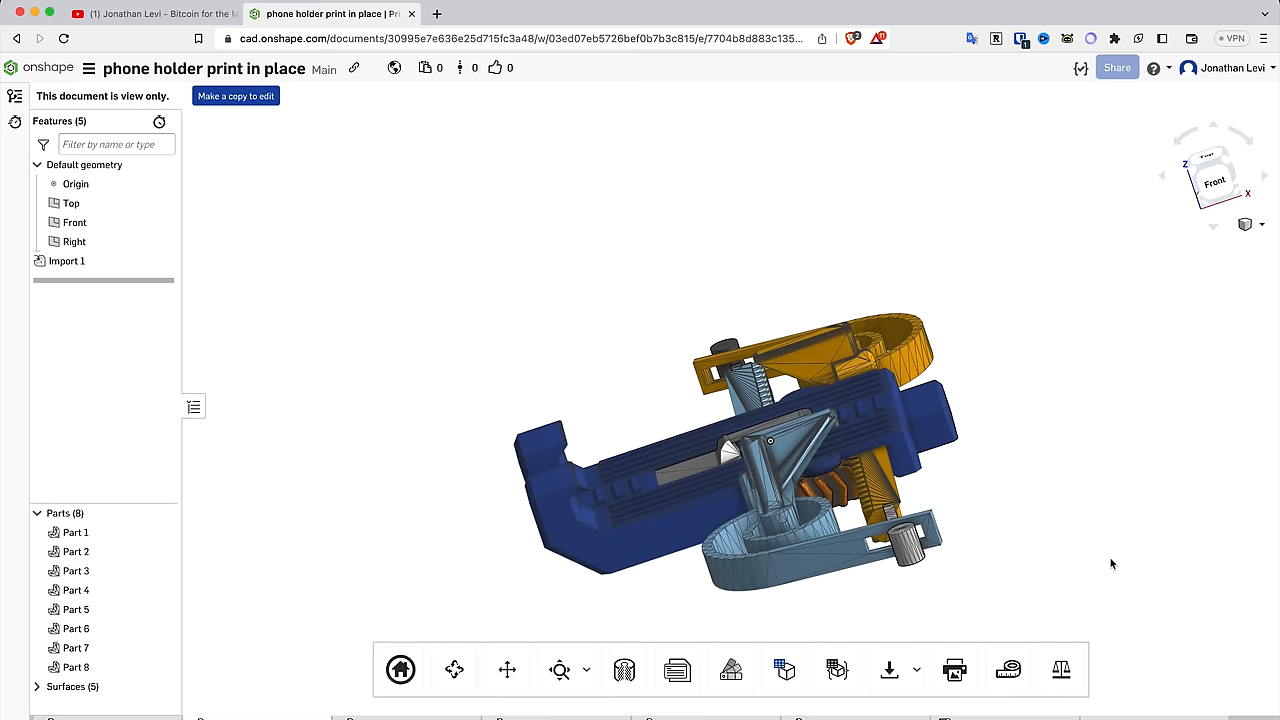 (1) Jonathan Levi - Bitcoin for the M
phone holder print in place | Pri
cad.onshape.com/documents/30995e7e636e25d715fc3a48/w/03ed07eb5726bef0b7b3c815/e/7704b8d883c135...
2
1
VPN
onshape
phone holder print in place
Main
0
0
0
Share
Jonathan Levi
This document is view only.
Make a copy to edit
Features (5)
Filter by name or type
Default geometry
Origin
Top
Front
Right
Import 1
Z
Front
X
Parts (8)
Part 1
Part 2
Part 3
Part 4
Part 5
Part 6
Part 7
Part 8
Surfaces (5)